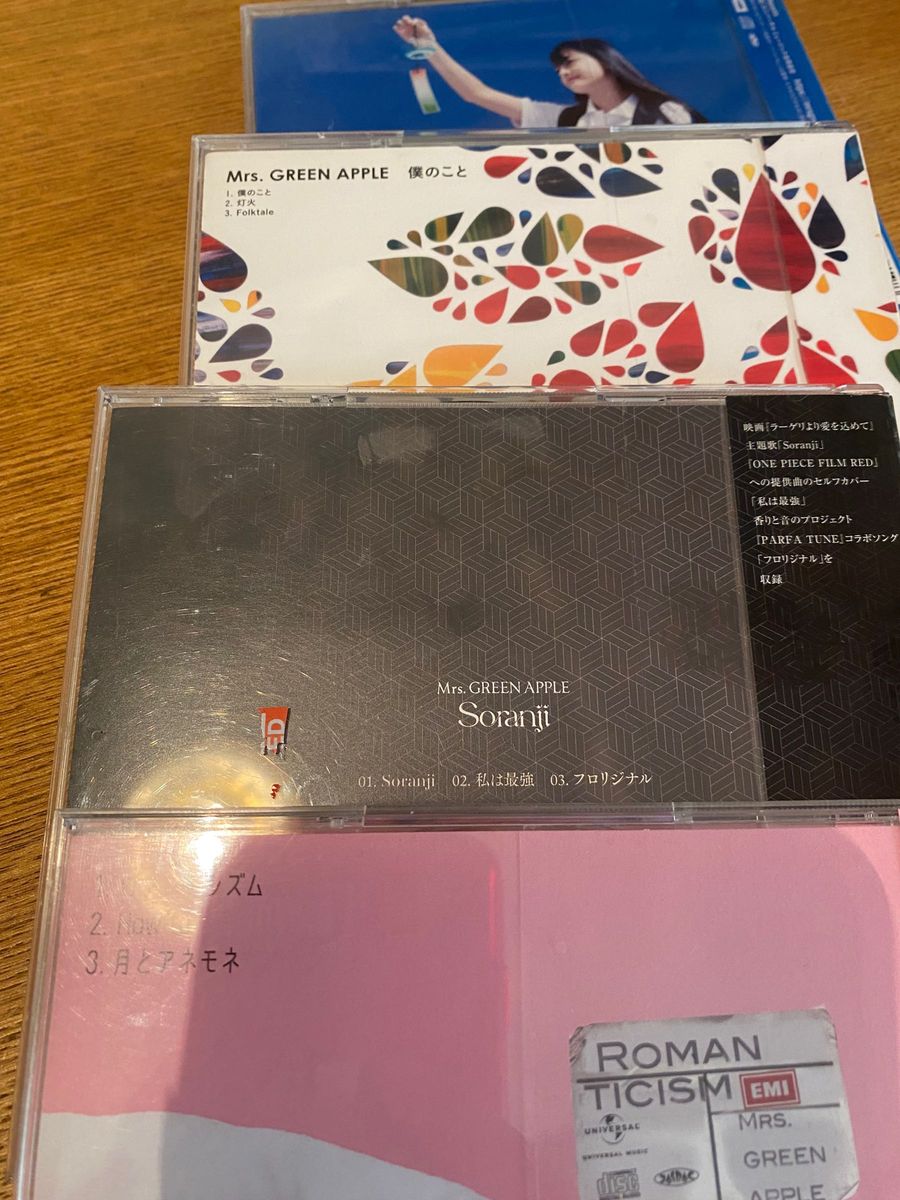 Mrs. GREEN APPLE 僕のこと
1. 僕のこと
2. 灯火
3. Folktale
映画『ラーゲリより愛を込めて』
主題歌「Soranji」
『ONE PIECE FILM RED』
への提供曲のセルフカバー
「私は最強」
香りと音のプロジェクト
『PARFA TUNE』コラボソング
「フロリジナル」を
収録
Mrs. GREEN APPLE
Soranji
01. Soranji 02. 私は最強 03. フロリジナル
ズム
2. How
3. 月とアネモネ
ROMAN
TICISM
EMI
UNIVERSAL
UNIVERSAL MUSIC
MRS.
GREEN
APPLE
disc